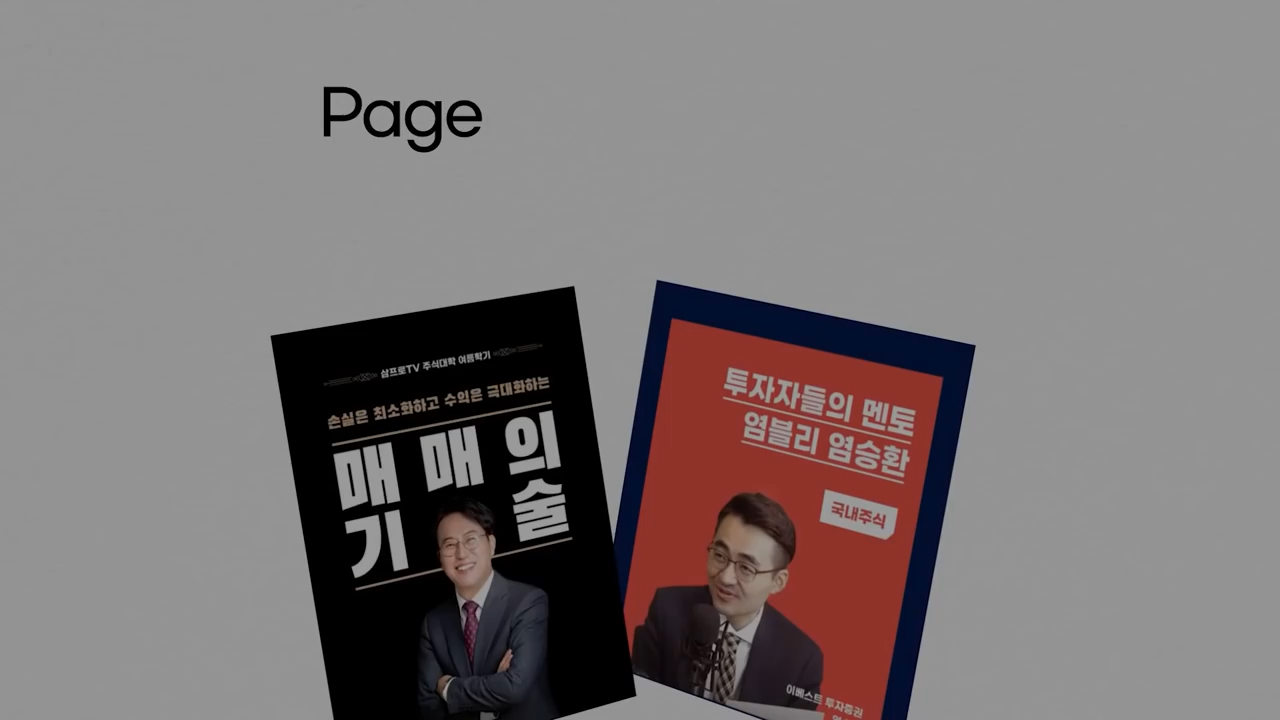 Page
삼프로TV 주식대학 여름학기
손실은 최소화하고 수익은 극대화하는
매매의
기술
투자자들의 멘토
염블리 염승환
국내주식
이베스트 투자증권